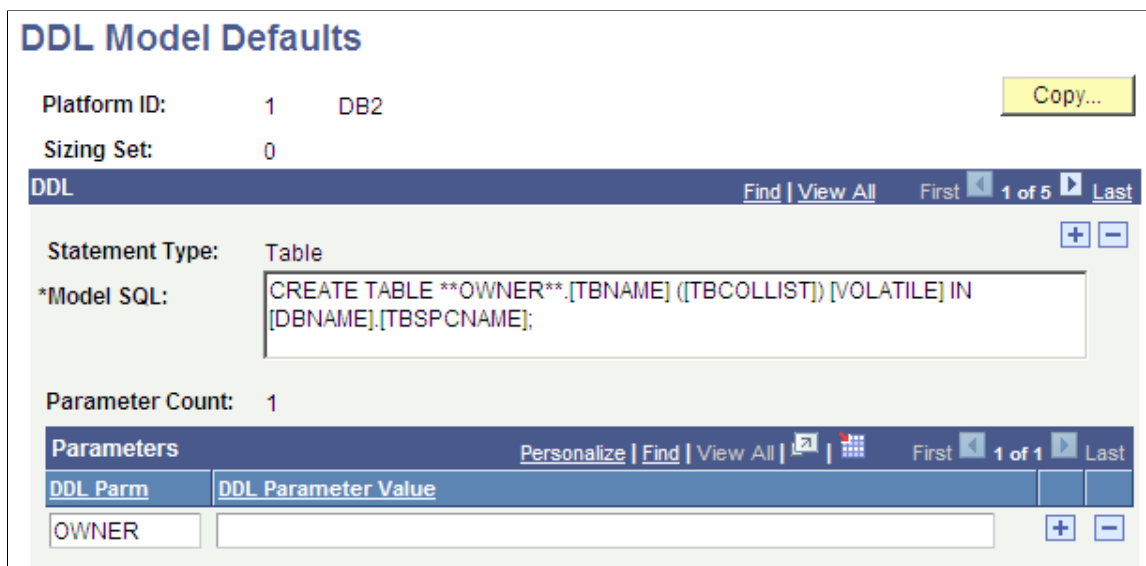 DDL Model Defaults
Platform ID: 1 DB2 Copy...
Sizing Set: 0
DDL Find | View All First 1 of 5 Last
Statement Type: Table
*Model SQL: CREATE TABLE **OWNER**.[TBNAME] ([TBCOLLIST]) [VOLATILE] IN
[DBNAME].[TBSPCNAME];
Parameter Count: 1
Parameters Personalize | Find | View All | | First 1 of 1 Last
DDL Parm DDL Parameter Value
OWNER